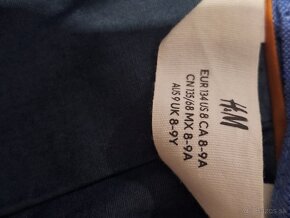 H&M
EUR 134 US 8 CA 8-9A
CN 135/68 MX 8-9A
AUS 9 UK 8-9Y